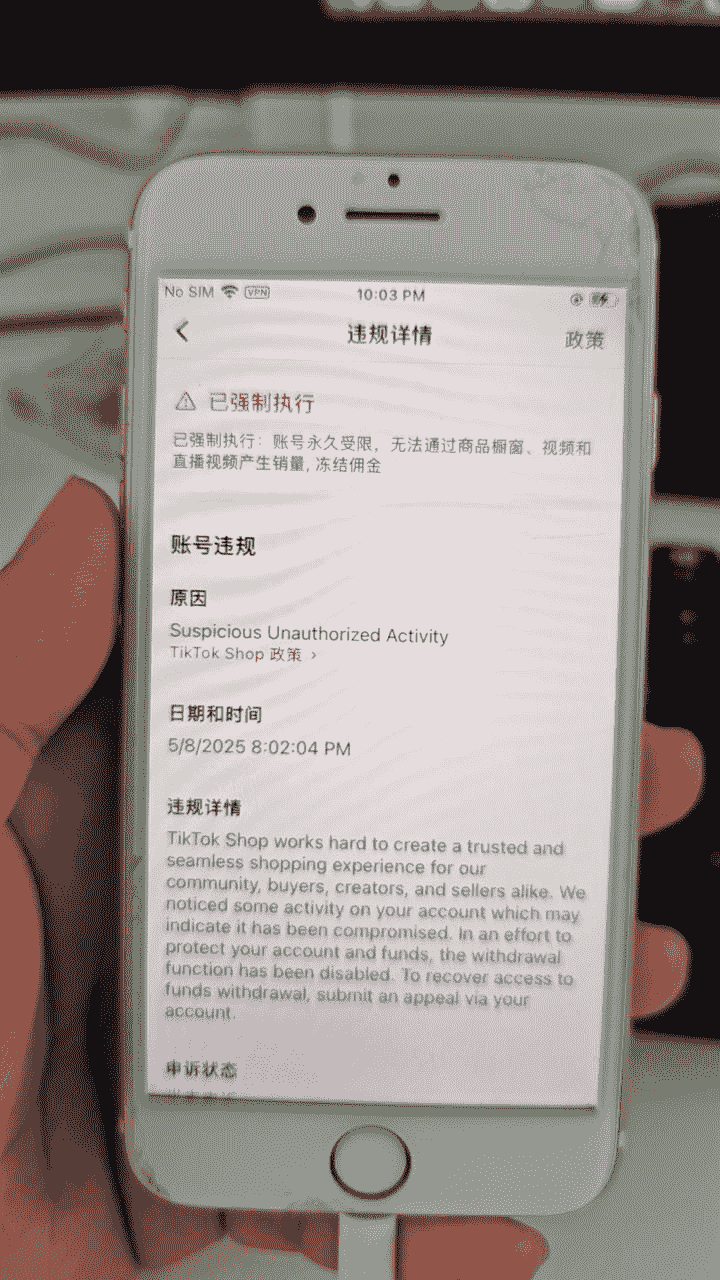 No SIM VPN 10:03 PM
违规详情 政策
已强制执行
已强制执行：账号永久受限，无法通过商品橱窗、视频和
直播视频产生销量, 冻结佣金
账号违规
原因
Suspicious Unauthorized Activity
TikTok Shop 政策 ›
日期和时间
5/8/2025 8:02:04 PM
违规详情
TikTok Shop works hard to create a trusted and
seamless shopping experience for our
community, buyers, creators, and sellers alike. We
noticed some activity on your account which may
indicate it has been compromised. In an effort to
protect your account and funds, the withdrawal
function has been disabled. To recover access to
funds withdrawal, submit an appeal via your
account.
申诉状态